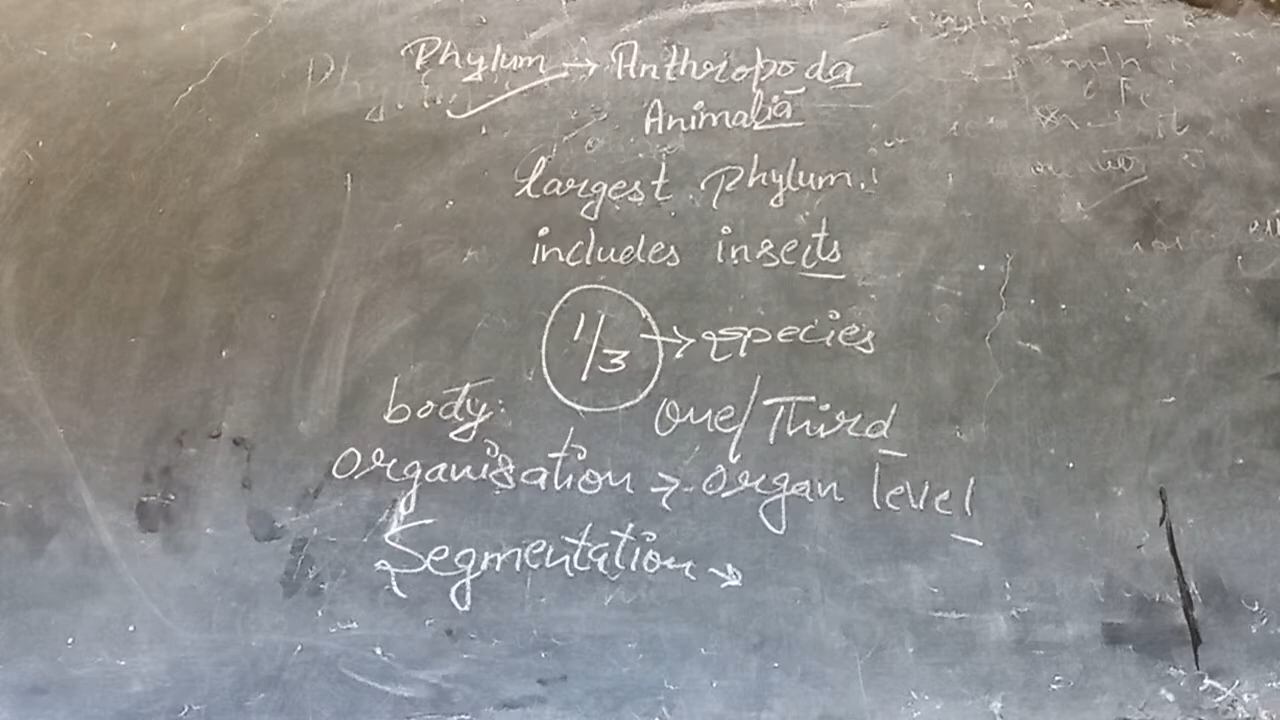 Phylum → Anthropoda
Animalia
largest Phylum.
includes insects
1/3 → species
body: One/Third
organisation → organ level
Segmentation →